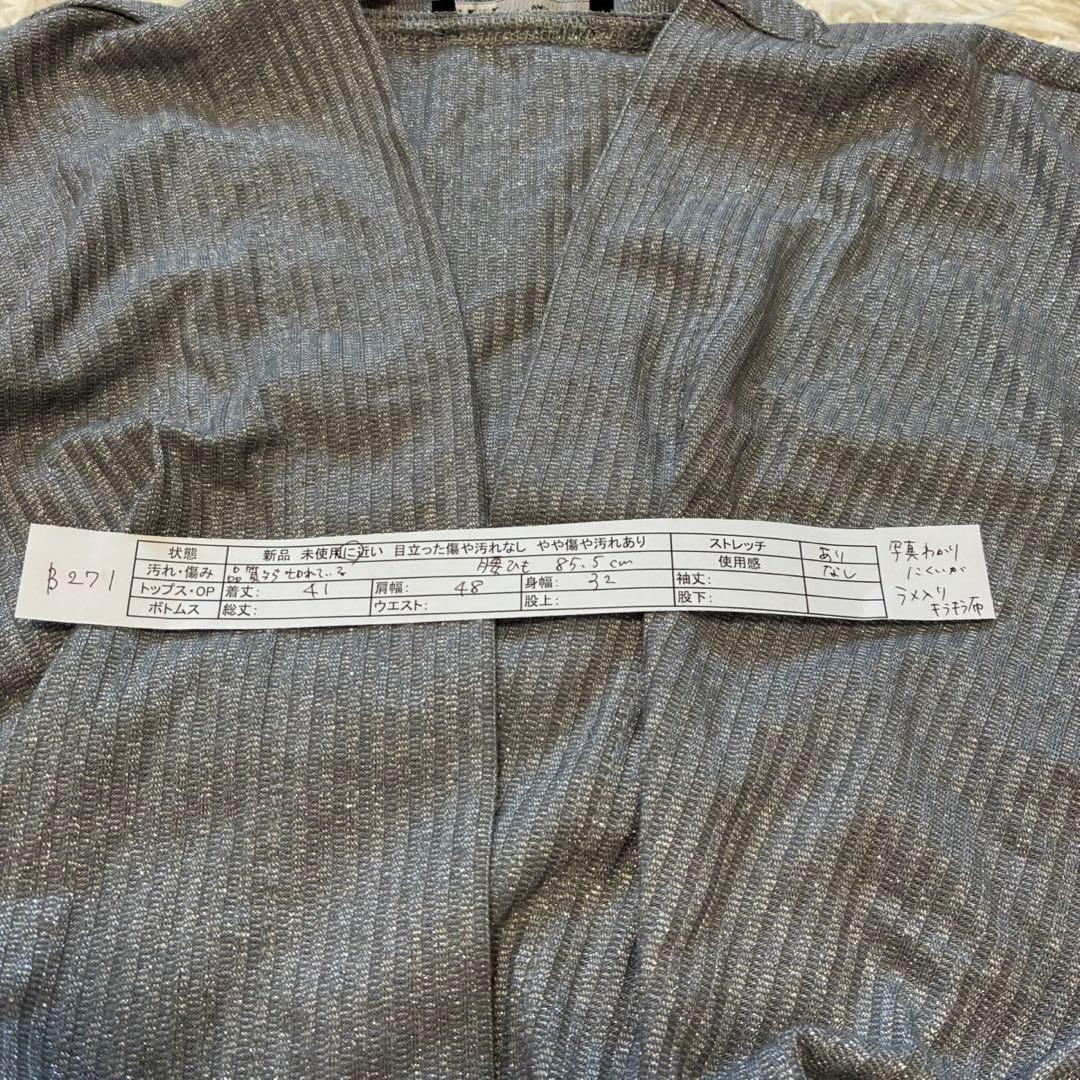 B271
状態 新品 未使用に近い 目立った傷や汚れなし やや傷や汚れあり ストレッチ あり
汚れ・傷み 品質 切れている 腰ひも 85.5cm 使用感 なし
トップス・OP 着丈: 41 肩幅: 48 身幅: 32 袖丈:
ボトムス 総丈: ウエスト: 股上: 股下:
写真わかり
にくいが
ラメ入り
キラキラ